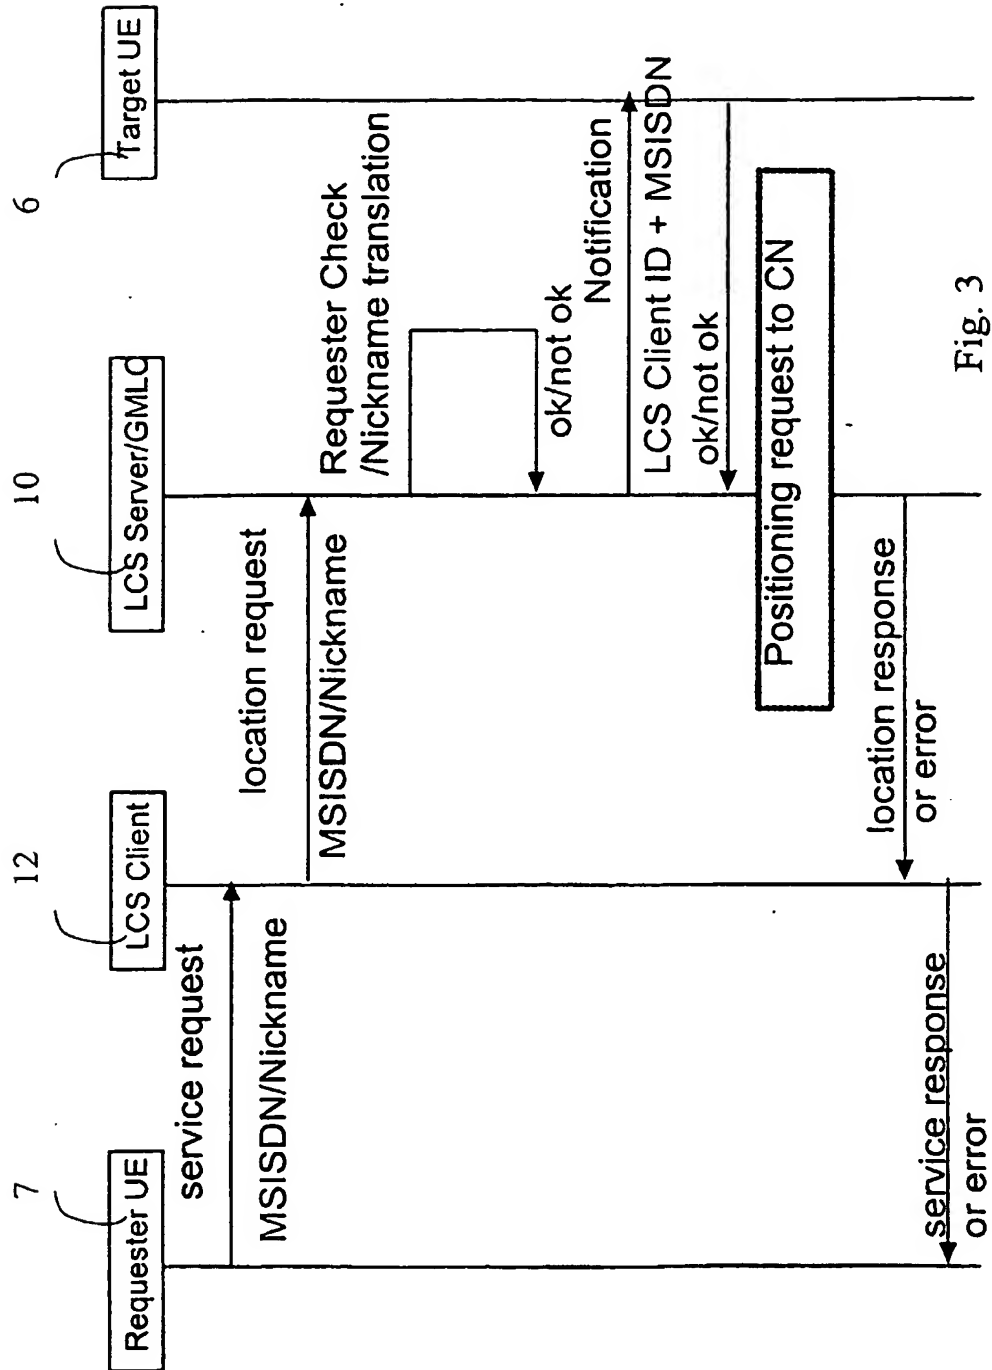 7
12
10
6
Requester UE
LCS Client
LCS Server/GMLC
Target UE
service request
MSISDN/Nickname
location request
MSISDN/Nickname
Requester Check
/Nickname translation
ok/not ok
Notification
LCS Client ID + MSISDN
ok/not ok
Positioning request to CN
location response
or error
service response
or error
Fig. 3